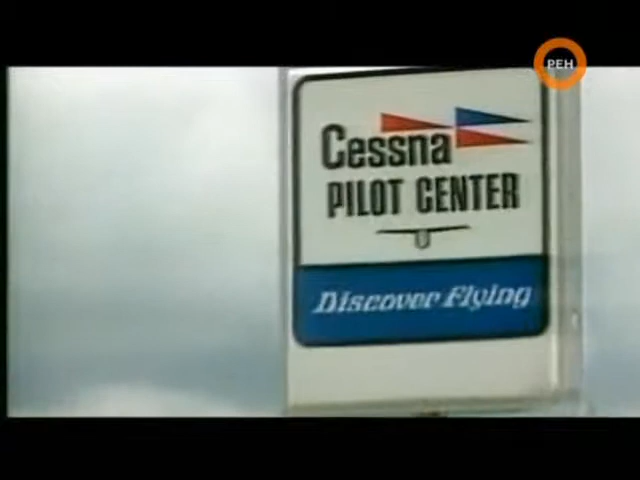 РЕН
Cessna
PILOT CENTER
Discover Flying